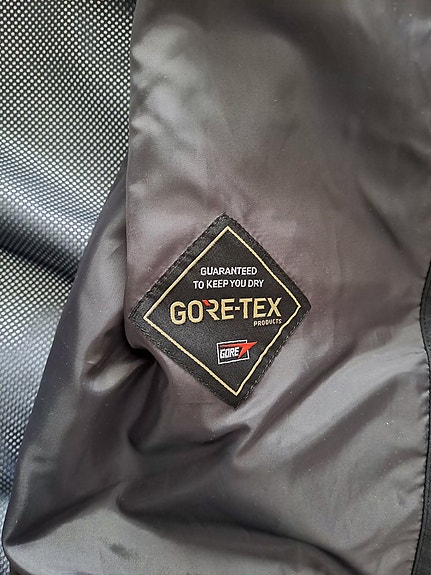 GUARANTEED
TO KEEP YOU DRY
GORE-TEX
PRODUCTS
GORE